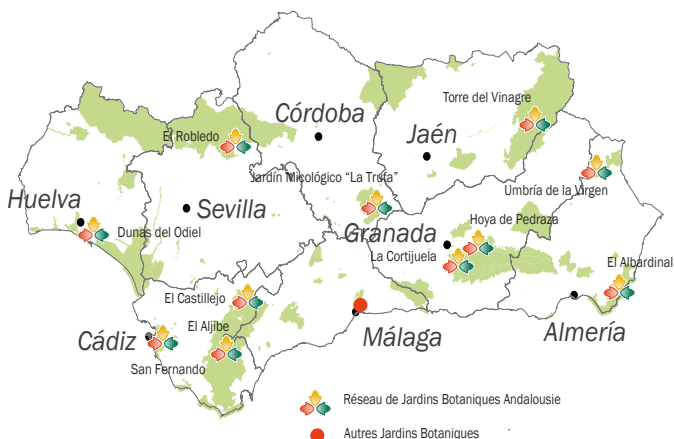 Torre del Vinagre
Córdoba
El Robledo
Jaén
Jardín Micológico “La Trufa”
Umbría de la Virgen
Huelva
Sevilla
Dunas del Odiel
Granada
Hoya de Pedraza
La Cortijuela
El Albardinal
El Castillejo
El Aljibe
Cádiz
Málaga
Almería
San Fernando
Réseau de Jardins Botaniques Andalousie
Autres Jardins Botaniques